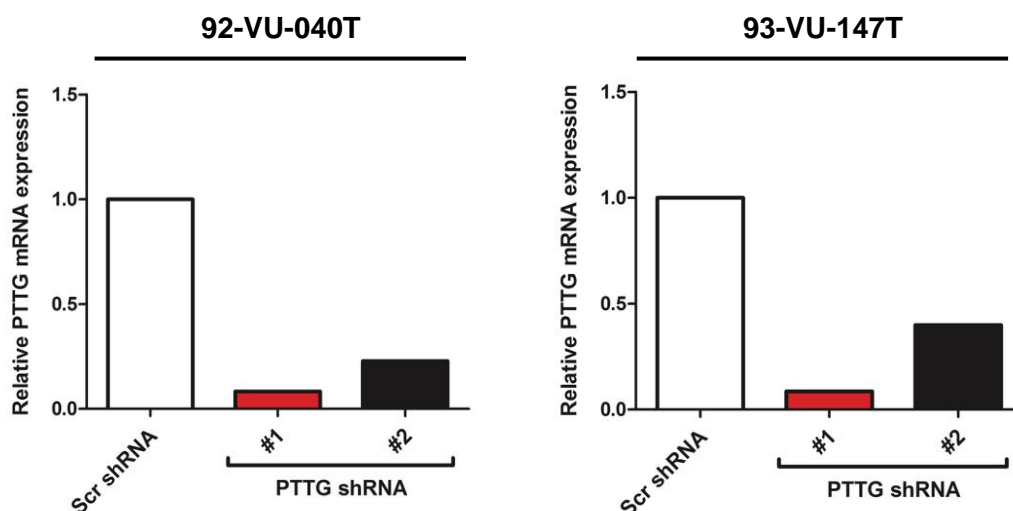 92-VU-040T
Relative PTTG mRNA expression
1.5
1.0
0.5
0.0
Scr shRNA
#1
#2
PTTG shRNA
93-VU-147T
Relative PTTG mRNA expression
1.5
1.0
0.5
0.0
Scr shRNA
#1
#2
PTTG shRNA